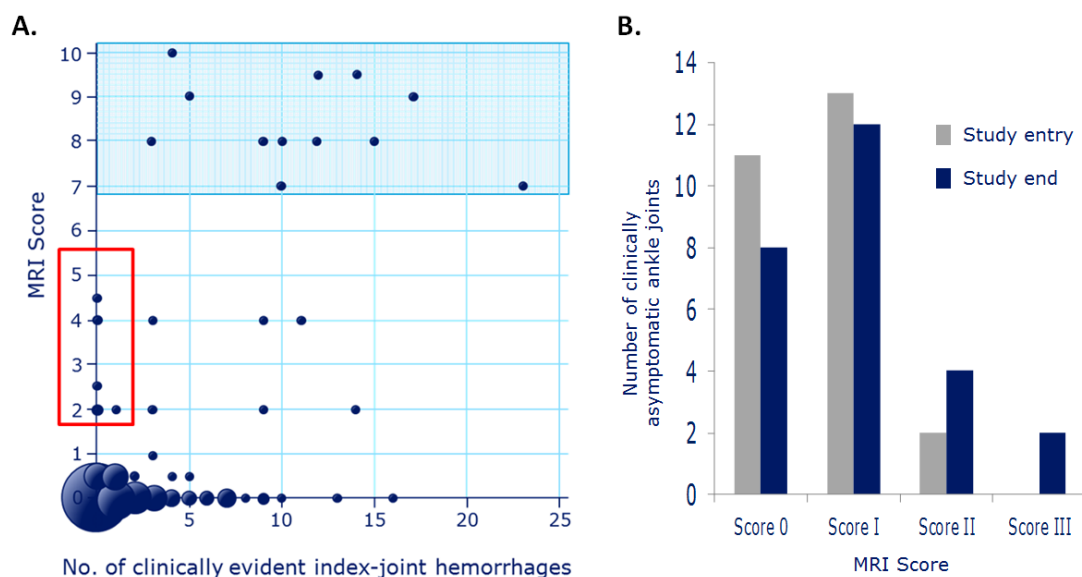 A.
10
9
8
7
6
5
4
3
2
1
0
MRI Score
5
10
15
20
25
No. of clinically evident index-joint hemorrhages
B.
14
12
10
8
6
4
2
0
Number of clinically
asymptomatic ankle joints
Study entry
Study end
Score 0
Score I
Score II
Score III
MRI Score